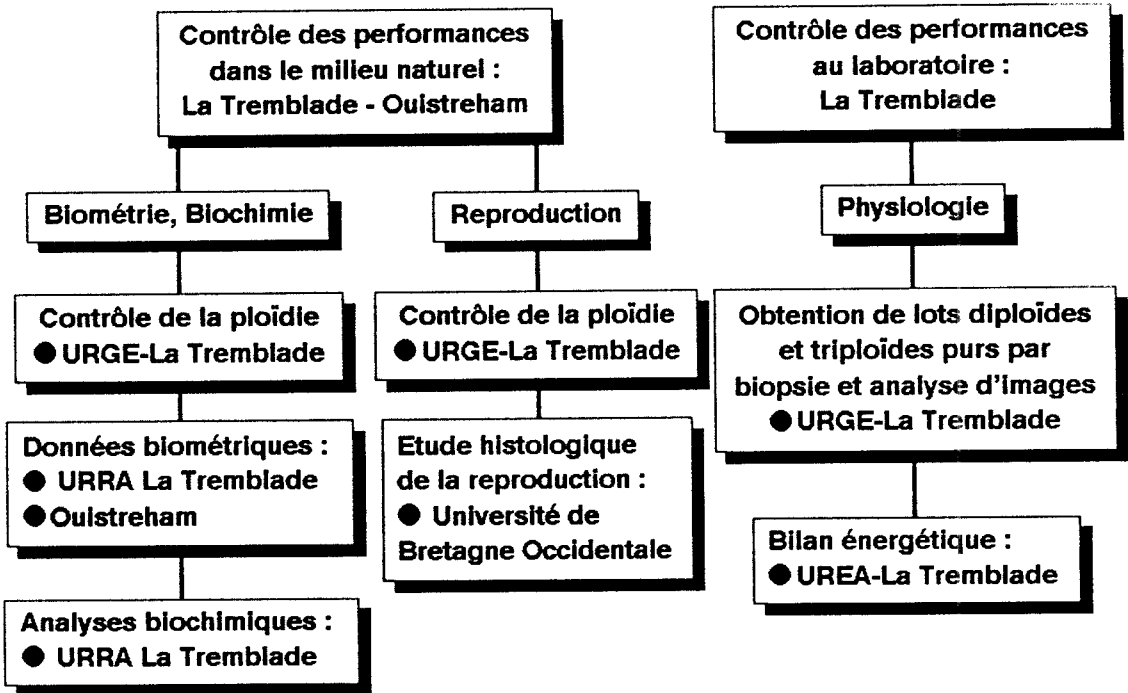 Contrôle des performances
dans le milieu naturel :
La Tremblade - Ouistreham
Contrôle des performances
au laboratoire :
La Tremblade
Biométrie, Biochimie
Reproduction
Physiologie
Contrôle de la ploïdie
● URGE-La Tremblade
Contrôle de la ploïdie
● URGE-La Tremblade
Obtention de lots diploïdes
et triploïdes purs par
biopsie et analyse d'images
● URGE-La Tremblade
Données biométriques :
● URRA La Tremblade
● Ouistreham
Etude histologique
de la reproduction :
● Université de
Bretagne Occidentale
Bilan énergétique :
● UREA-La Tremblade
Analyses biochimiques :
● URRA La Tremblade